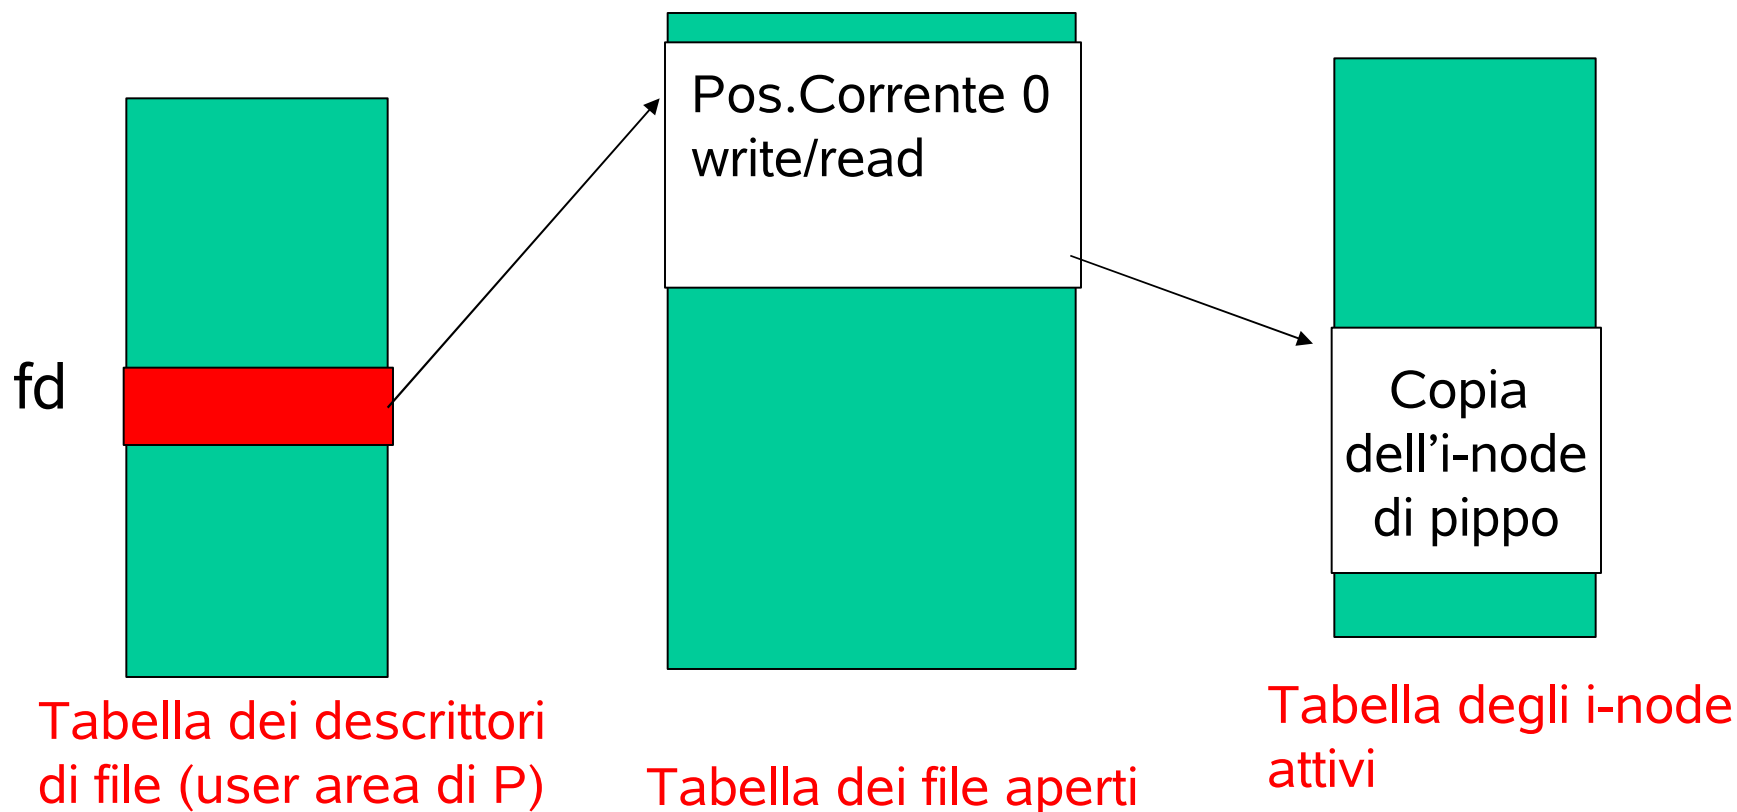 fd
Tabella dei descrittori
di file (user area di P)
Pos.Corrente 0
write/read
Tabella dei file aperti
Copia
dell’i-node
di pippo
Tabella degli i-node
attivi